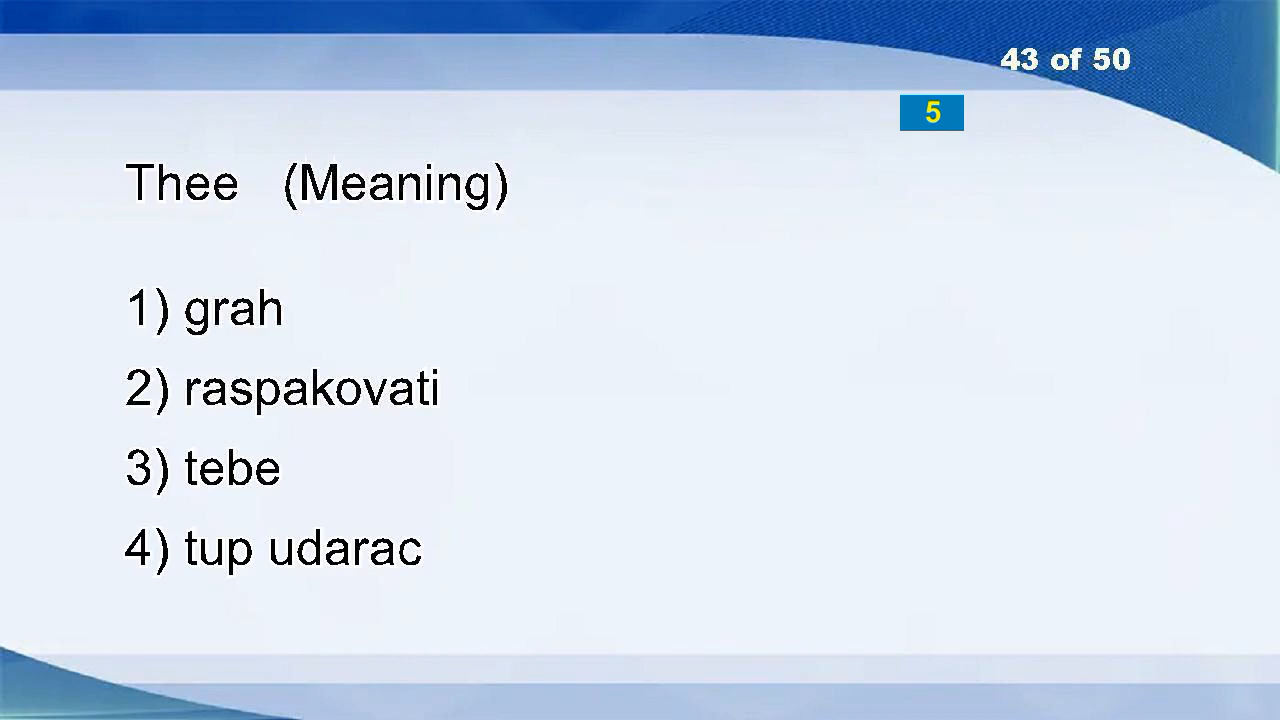 43 of 50
5
Thee (Meaning)
1) grah
2) raspakovati
3) tebe
4) tup udarac